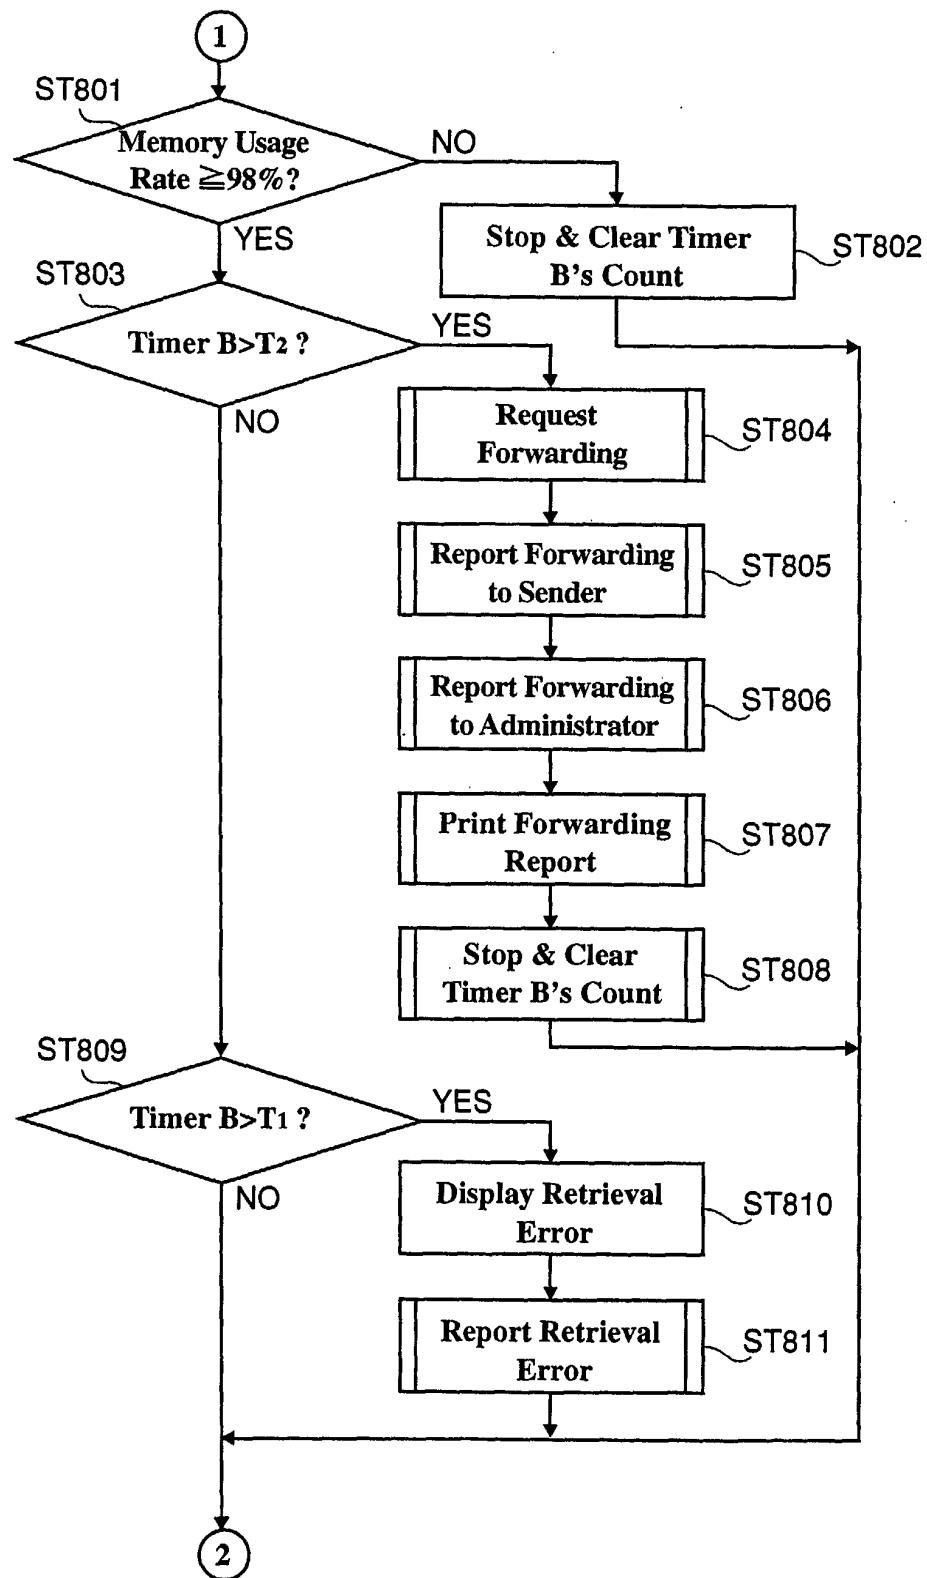 1
ST801
Memory Usage
Rate ≧98%?
NO
YES
Stop & Clear Timer
B's Count
ST802
ST803
Timer B>T2 ?
YES
NO
Request
Forwarding
ST804
Report Forwarding
to Sender
ST805
Report Forwarding
to Administrator
ST806
Print Forwarding
Report
ST807
Stop & Clear
Timer B's Count
ST808
ST809
Timer B>T1 ?
YES
NO
Display Retrieval
Error
ST810
Report Retrieval
Error
ST811
2